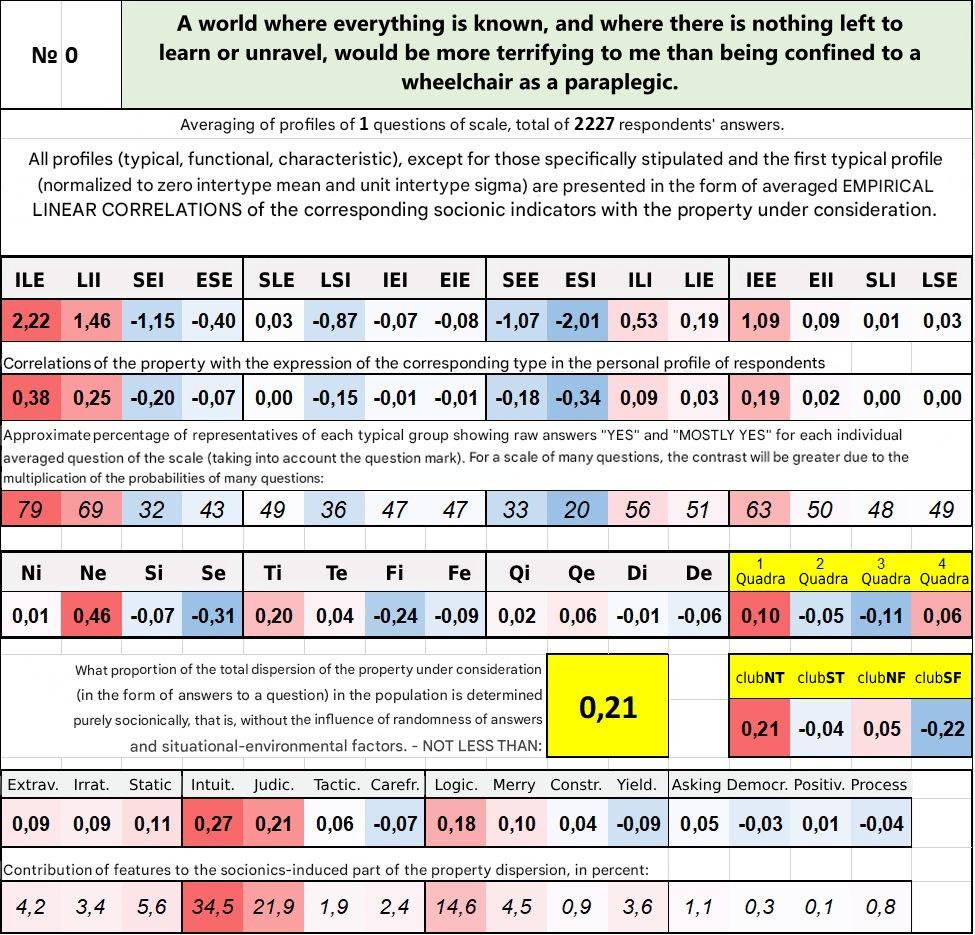 № 0
A world where everything is known, and where there is nothing left to
learn or unravel, would be more terrifying to me than being confined to a
wheelchair as a paraplegic.
Averaging of profiles of 1 questions of scale, total of 2227 respondents' answers.
All profiles (typical, functional, characteristic), except for those specifically stipulated and the first typical profile
(normalized to zero intertype mean and unit intertype sigma) are presented in the form of averaged EMPIRICAL
LINEAR CORRELATIONS of the corresponding socionic indicators with the property under consideration.
ILE LII SEI ESE SLE LSI IEI EIE SEE ESI ILI LIE IEE EII SLI LSE
2,22 1,46 -1,15 -0,40 0,03 -0,87 -0,07 -0,08 -1,07 -2,01 0,53 0,19 1,09 0,09 0,01 0,03
Correlations of the property with the expression of the corresponding type in the personal profile of respondents
0,38 0,25 -0,20 -0,07 0,00 -0,15 -0,01 -0,01 -0,18 -0,34 0,09 0,03 0,19 0,02 0,00 0,00
Approximate percentage of representatives of each typical group showing raw answers "YES" and "MOSTLY YES" for each individual
averaged question of the scale (taking into account the question mark). For a scale of many questions, the contrast will be greater due to the
multiplication of the probabilities of many questions:
79 69 32 43 49 36 47 47 33 20 56 51 63 50 48 49
Ni Ne Si Se Ti Te Fi Fe Qi Qe Di De 1 Quadra 2 Quadra 3 Quadra 4 Quadra
0,01 0,46 -0,07 -0,31 0,20 0,04 -0,24 -0,09 0,02 0,06 -0,01 -0,06 0,10 -0,05 -0,11 0,06
What proportion of the total dispersion of the property under consideration
(in the form of answers to a question) in the population is determined
purely socionically, that is, without the influence of randomness of answers
and situational-environmental factors. - NOT LESS THAN:
0,21
clubNT clubST clubNF clubSF
0,21 -0,04 0,05 -0,22
Extrav. Irrat. Static Intuit. Judic. Tactic. Carefr. Logic. Merry Constr. Yield. Asking Democr. Positiv. Process
0,09 0,09 0,11 0,27 0,21 0,06 -0,07 0,18 0,10 0,04 -0,09 0,05 -0,03 0,01 -0,04
Contribution of features to the socionics-induced part of the property dispersion, in percent:
4,2 3,4 5,6 34,5 21,9 1,9 2,4 14,6 4,5 0,9 3,6 1,1 0,3 0,1 0,8